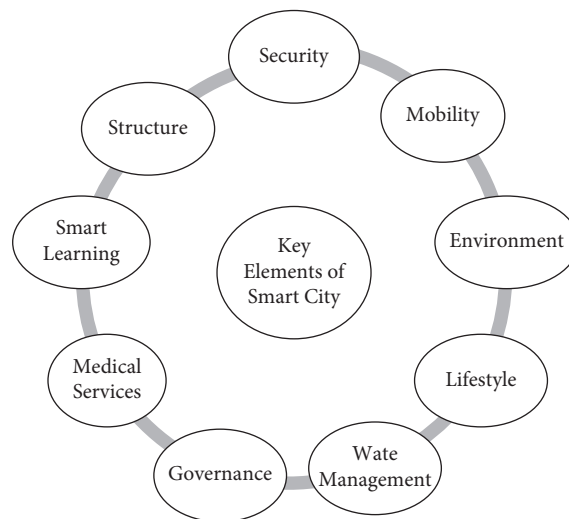 Security
Mobility
Environment
Lifestyle
Wate
Management
Governance
Medical
Services
Smart
Learning
Structure
Key
Elements of
Smart City